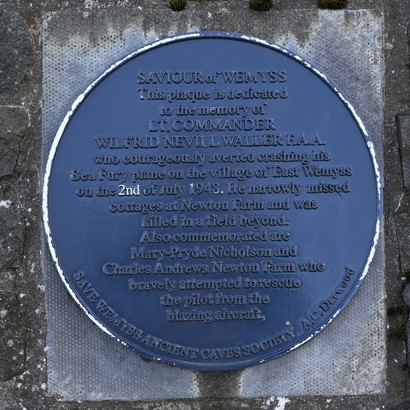 SAVIOUR of WEMYSS
This plaque is dedicated
to the memory of
LT. COMMANDER
WILFRID NEVILL WALLER F.A.A.
who courageously averted crashing his
Sea Fury plane on the village of East Wemyss
on the 2nd of July 1948. He narrowly missed
cottages at Newton Farm and was
killed in a field beyond.
Also commemorated are
Mary-Pryde Nicholson and
Charles Andrews Newton Farm who
bravely attempted to rescue
the pilot from the
blazing aircraft.
SAVE WEMYSS ANCIENT CAVES SOCIETY. A.C. Derwood